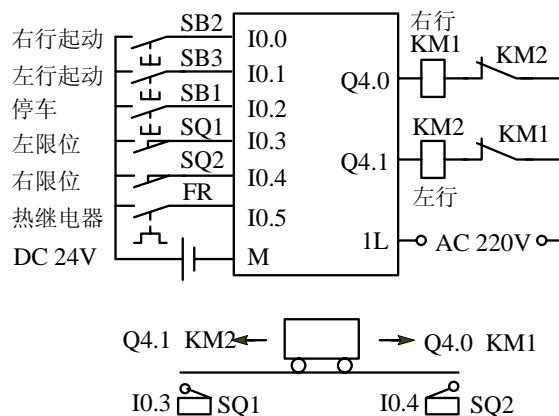 右行起动 SB2 I0.0
左行起动 SB3 I0.1
停车 SB1 I0.2
左限位 SQ1 I0.3
右限位 SQ2 I0.4
热继电器 FR I0.5
DC 24V M
右行
KM1 KM2
Q4.0
KM2 KM1
Q4.1
左行
1L AC 220V
Q4.1 KM2 Q4.0 KM1
I0.3 SQ1 I0.4 SQ2